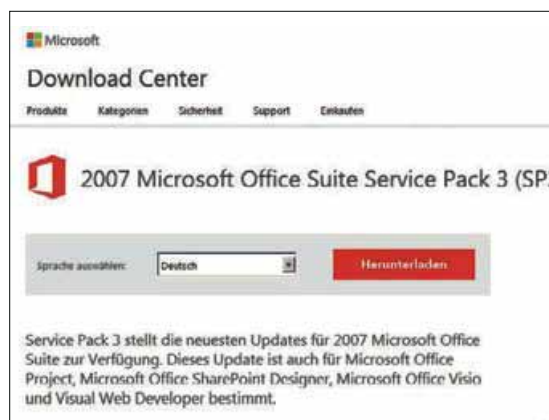 Microsoft
Download Center
Produkte Kategorien Sicherheit Support Einkaufen
2007 Microsoft Office Suite Service Pack 3 (SP
Sprache auswählen: Deutsch Herunterladen
Service Pack 3 stellt die neuesten Updates für 2007 Microsoft Office
Suite zur Verfügung. Dieses Update ist auch für Microsoft Office
Project, Microsoft Office SharePoint Designer, Microsoft Office Visio
und Visual Web Developer bestimmt.